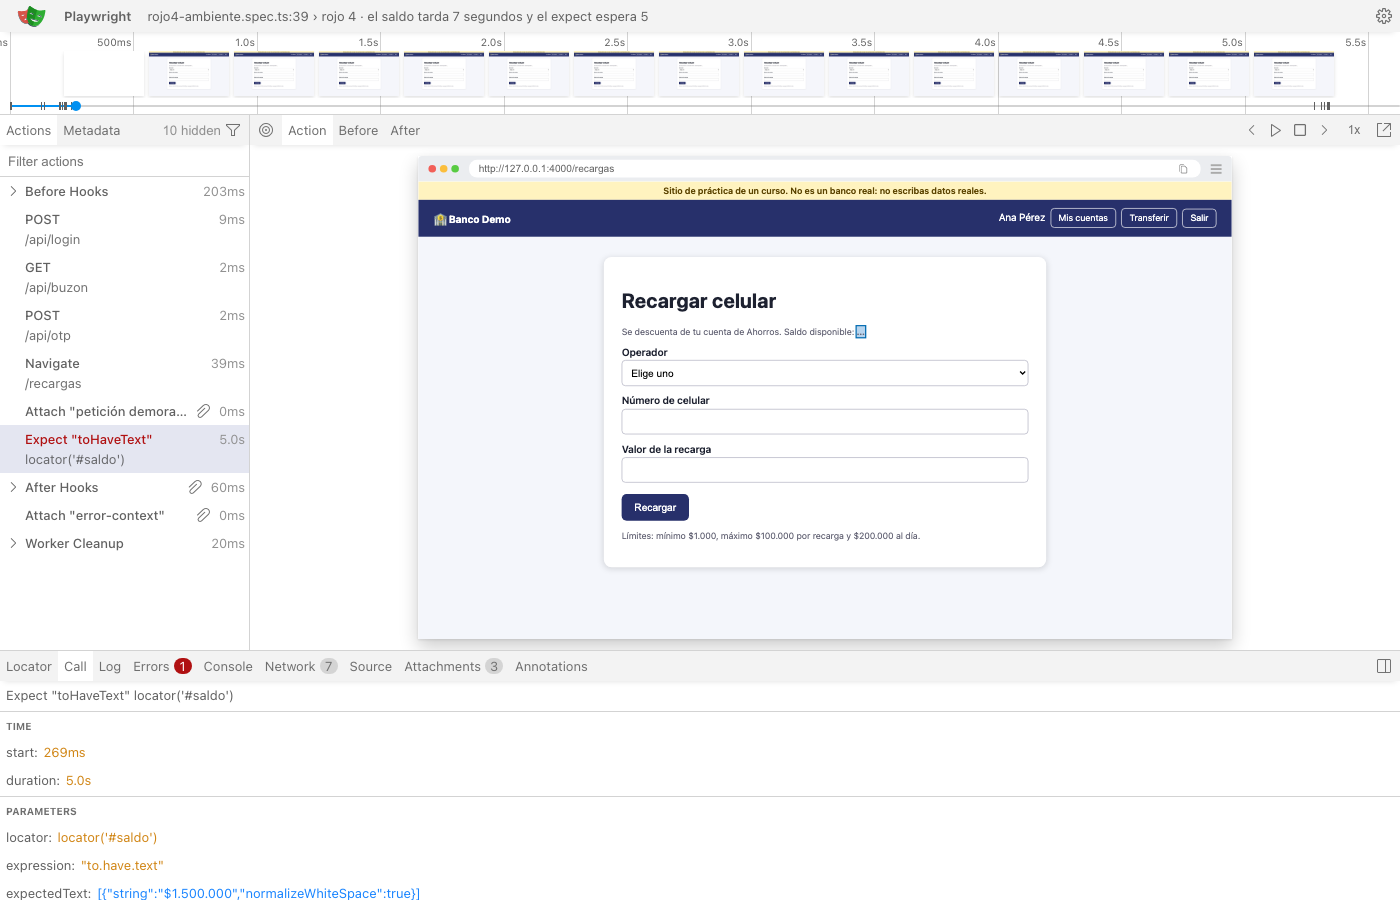 Playwright rojo4-ambiente.spec.ts:39 › rojo 4 · el saldo tarda 7 segundos y el expect espera 5
500ms 1.0s 1.5s 2.0s 2.5s 3.0s 3.5s 4.0s 4.5s 5.0s 5.5s
Actions Metadata 10 hidden
Action Before After 1x
Filter actions
Before Hooks 203ms
POST 9ms
/api/login
GET 2ms
/api/buzon
POST 2ms
/api/otp
Navigate 39ms
/recargas
Attach "petición demora... 0ms
Expect "toHaveText" 5.0s
locator('#saldo')
After Hooks 60ms
Attach "error-context" 0ms
Worker Cleanup 20ms
http://127.0.0.1:4000/recargas
Sitio de práctica de un curso. No es un banco real: no escribas datos reales.
Banco Demo Ana Pérez Mis cuentas Transferir Salir
Recargar celular
Se descuenta de tu cuenta de Ahorros. Saldo disponible: ...
Operador
Elige uno
Número de celular
Valor de la recarga
Recargar
Límites: mínimo $1.000, máximo $100.000 por recarga y $200.000 al día.
Locator Call Log Errors 1 Console Network 7 Source Attachments 3 Annotations
Expect "toHaveText" locator('#saldo')
TIME
start: 269ms
duration: 5.0s
PARAMETERS
locator: locator('#saldo')
expression: "to.have.text"
expectedText: [{"string":"$1.500.000","normalizeWhiteSpace":true}]